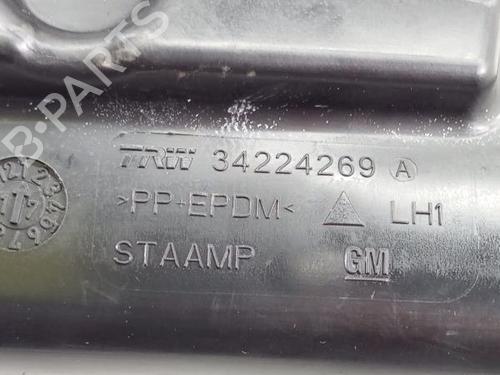 B-PARTS
TRW 34224269 A
>PP+EPDM< LH1
STAAMP GM